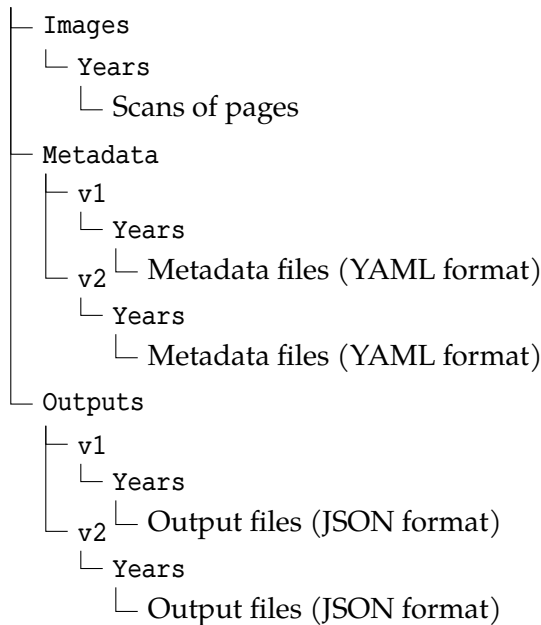 Images
Years
Scans of pages
Metadata
v1
Years
Metadata files (YAML format)
v2
Years
Metadata files (YAML format)
Outputs
v1
Years
Output files (JSON format)
v2
Years
Output files (JSON format)